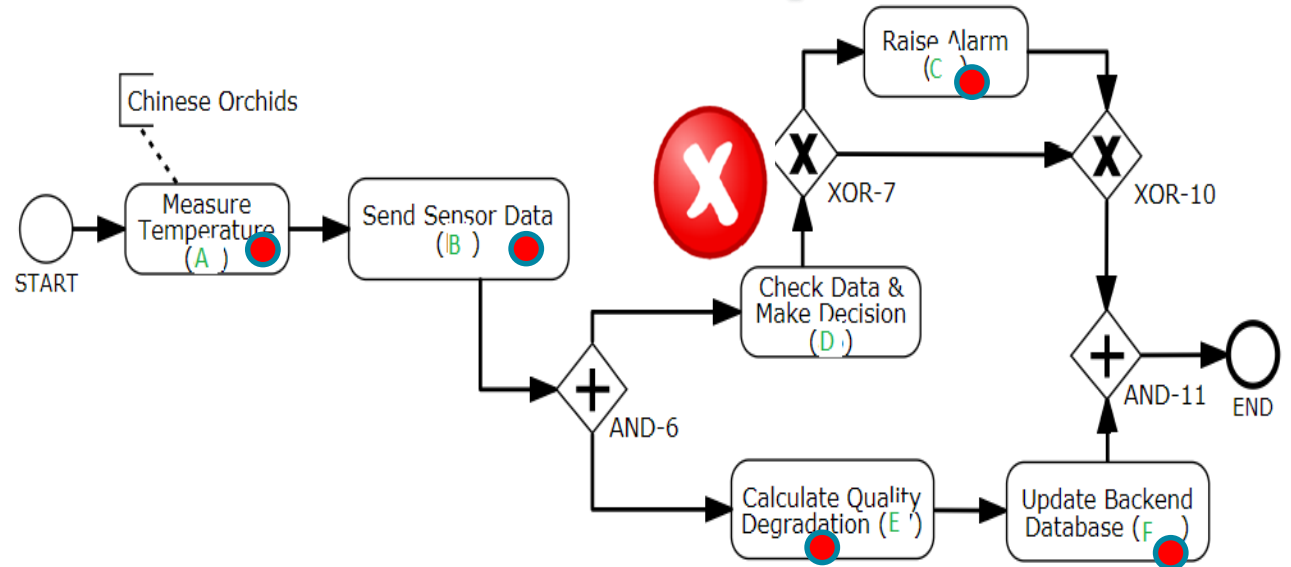 Chinese Orchids
START
Measure
Temperature
(A )
Send Sensor Data
(B )
AND-6
Check Data &
Make Decision
(D )
X
X
XOR-7
Raise Alarm
(C )
X
XOR-10
+
+
AND-11
END
Calculate Quality
Degradation (E )
Update Backend
Database (F )